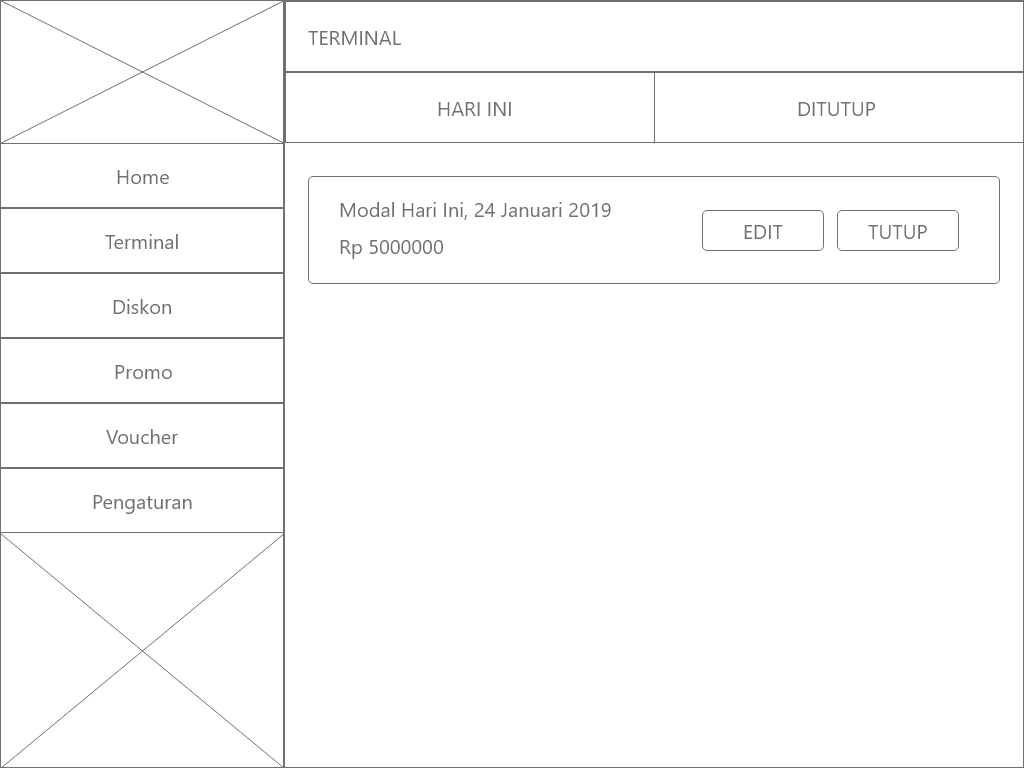 TERMINAL
HARI INI
DITUTUP
Home
Terminal
Diskon
Promo
Voucher
Pengaturan
Modal Hari Ini, 24 Januari 2019
Rp 5000000
EDIT
TUTUP